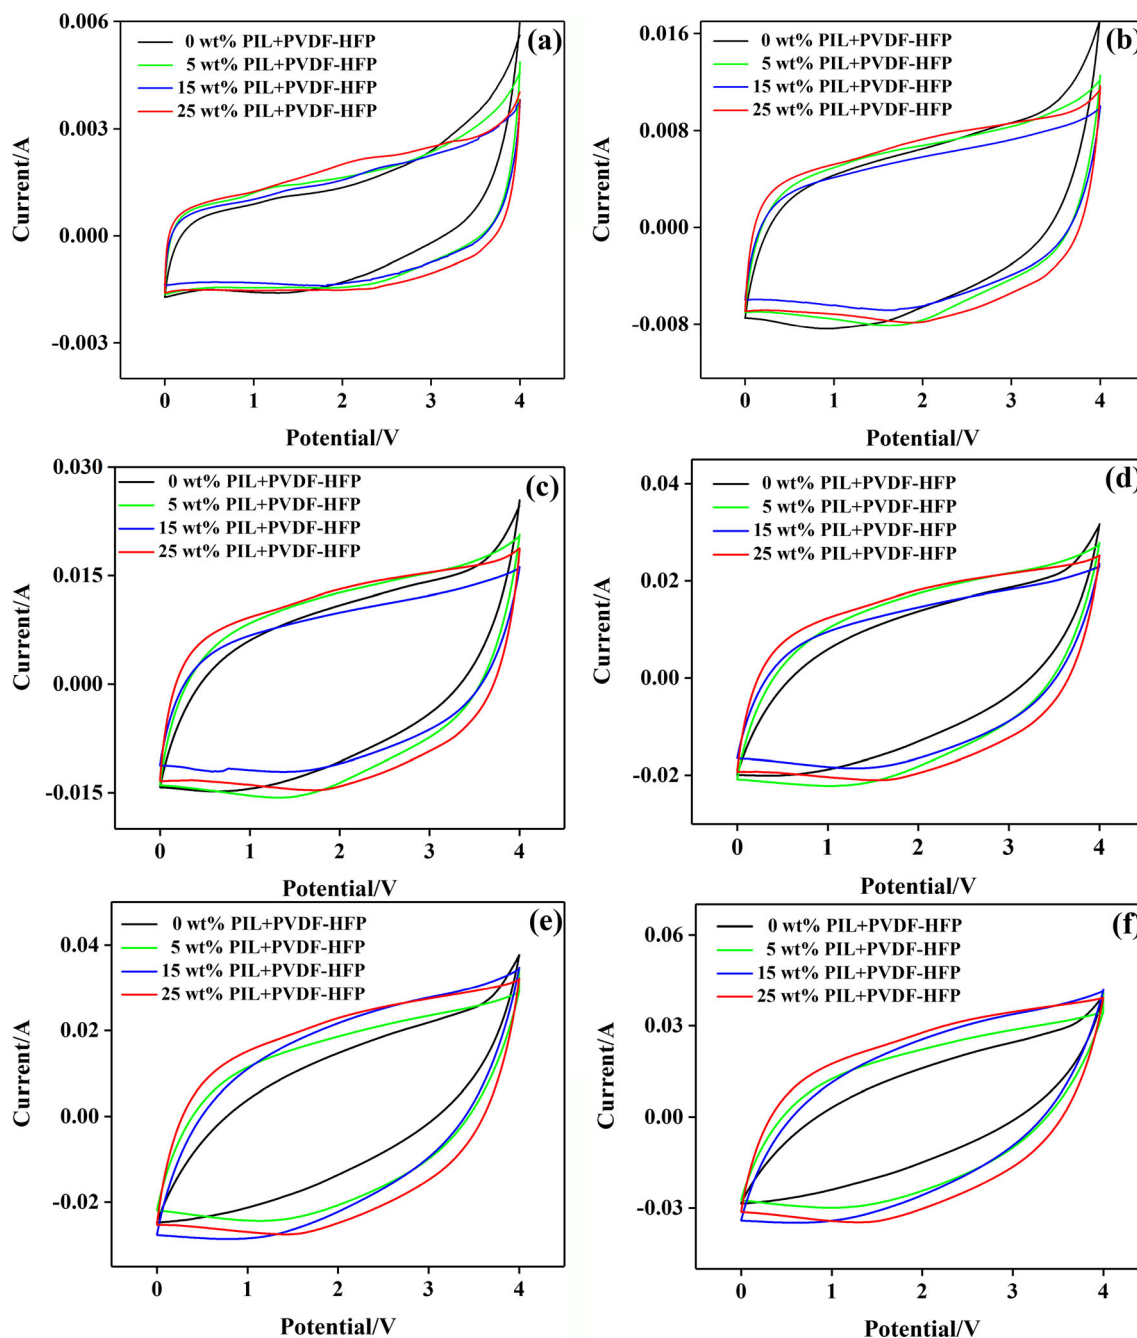 (a)
0 wt% PIL+PVDF-HFP
5 wt% PIL+PVDF-HFP
15 wt% PIL+PVDF-HFP
25 wt% PIL+PVDF-HFP
0.006
0.003
0.000
-0.003
Current/A
0 1 2 3 4
Potential/V
(b)
0 wt% PIL+PVDF-HFP
5 wt% PIL+PVDF-HFP
15 wt% PIL+PVDF-HFP
25 wt% PIL+PVDF-HFP
0.016
0.008
0.000
-0.008
Current/A
0 1 2 3 4
Potential/V
(c)
0 wt% PIL+PVDF-HFP
5 wt% PIL+PVDF-HFP
15 wt% PIL+PVDF-HFP
25 wt% PIL+PVDF-HFP
0.030
0.015
0.000
-0.015
Current/A
0 1 2 3 4
Potential/V
(d)
0 wt% PIL+PVDF-HFP
5 wt% PIL+PVDF-HFP
15 wt% PIL+PVDF-HFP
25 wt% PIL+PVDF-HFP
0.04
0.02
0.00
-0.02
Current/A
0 1 2 3 4
Potential/V
(e)
0 wt% PIL+PVDF-HFP
5 wt% PIL+PVDF-HFP
15 wt% PIL+PVDF-HFP
25 wt% PIL+PVDF-HFP
0.04
0.02
0.00
-0.02
Current/A
0 1 2 3 4
Potential/V
(f)
0 wt% PIL+PVDF-HFP
5 wt% PIL+PVDF-HFP
15 wt% PIL+PVDF-HFP
25 wt% PIL+PVDF-HFP
0.06
0.03
0.00
-0.03
Current/A
0 1 2 3 4
Potential/V